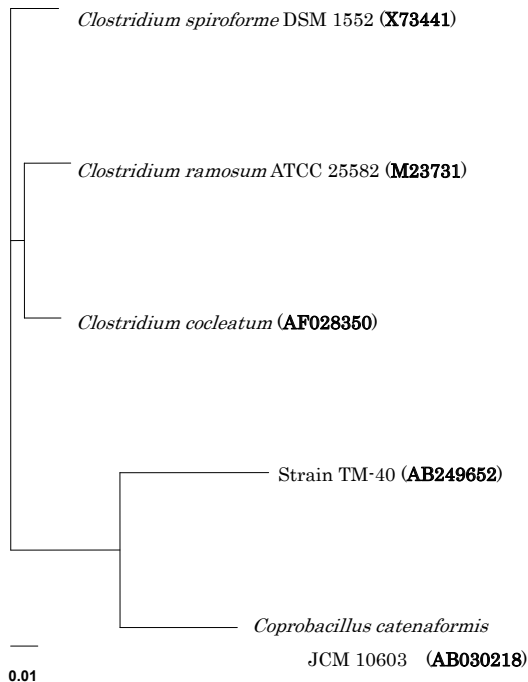 Clostridium spiroforme DSM 1552 (X73441)
Clostridium ramosum ATCC 25582 (M23731)
Clostridium cocleatum (AF028350)
Strain TM-40 (AB249652)
Coprobacillus catenaformis
JCM 10603 (AB030218)
0.01